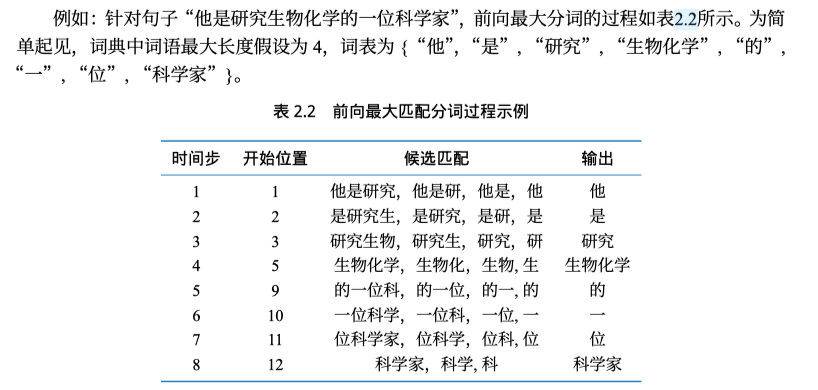 例如：针对句子“他是研究生物化学的一位科学家”，前向最大分词的过程如表2.2所示。为简
单起见，词典中词语最大长度假设为 4，词表为 {“他”，“是”，“研究”，“生物化学”，“的”，
“一”，“位”，“科学家”}。
表 2.2 前向最大匹配分词过程示例
时间步 开始位置 候选匹配 输出
1 1 他是研究，他是研，他是，他 他
2 2 是研究生，是研究，是研，是 是
3 3 研究生物，研究生，研究，研 研究
4 5 生物化学，生物化，生物, 生 生物化学
5 9 的一位科，的一位，的一, 的 的
6 10 一位科学，一位科，一位, 一 一
7 11 位科学家，位科学，位科, 位 位
8 12 科学家，科学, 科 科学家